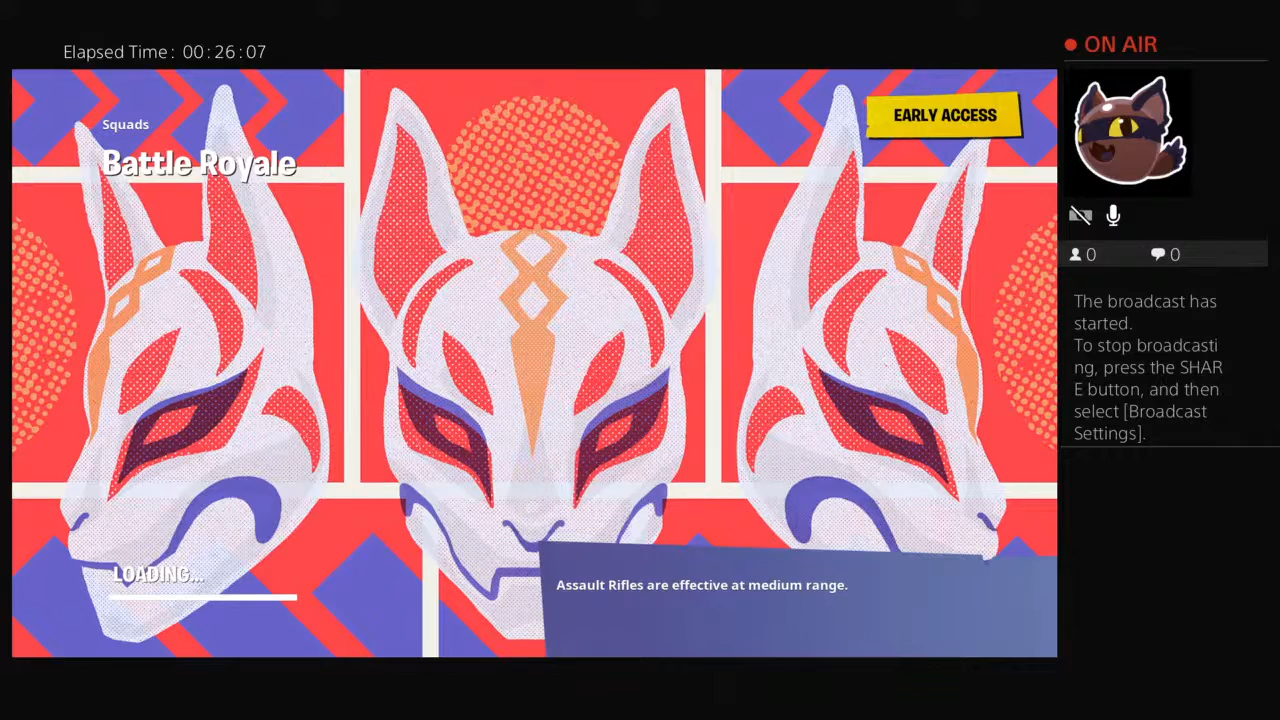 Elapsed Time: 00:26:07
ON AIR
Squads
Battle Royale
EARLY ACCESS
0
0
The broadcast has
started.
To stop broadcasti
ng, press the SHAR
E button, and then
select [Broadcast
Settings].
LOADING...
Assault Rifles are effective at medium range.